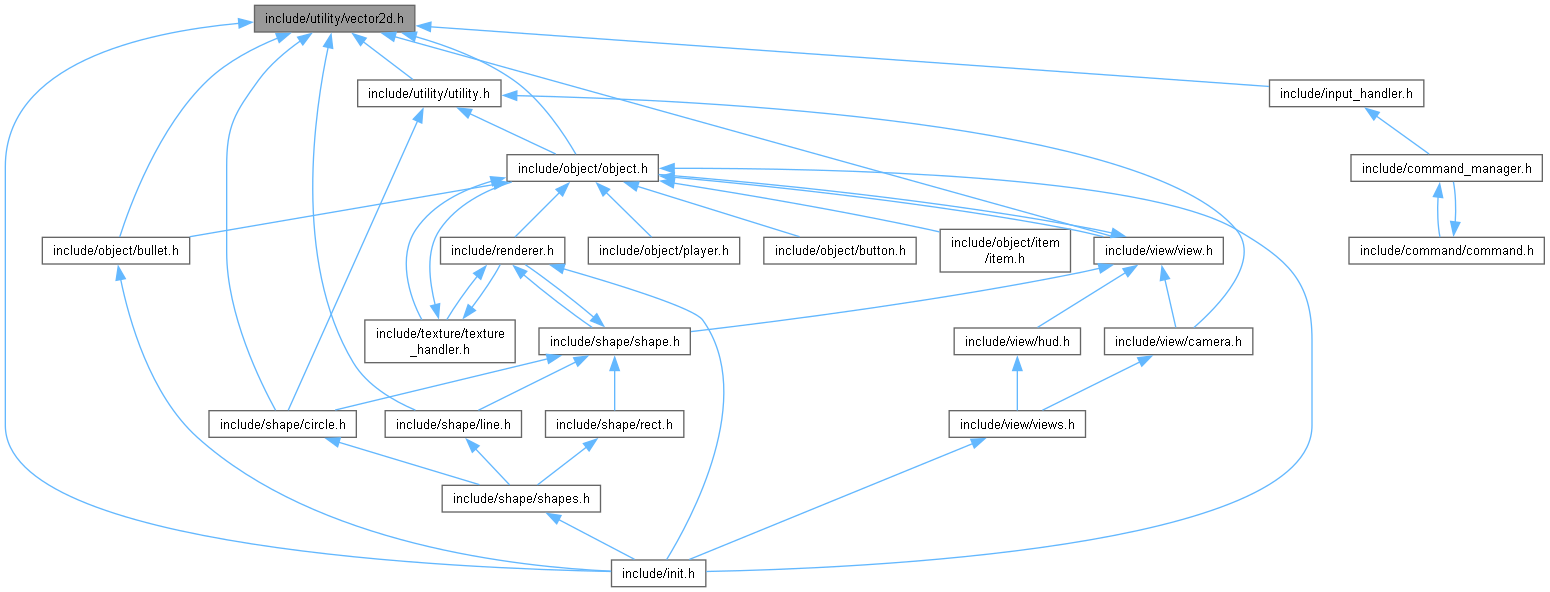 include/utility/vector2d.h
include/utility/utility.h
include/input_handler.h
include/object/object.h
include/command_manager.h
include/object/bullet.h
include/renderer.h
include/object/player.h
include/object/button.h
include/object/item
/item.h
include/view/view.h
include/command/command.h
include/texture/texture
_handler.h
include/shape/shape.h
include/view/hud.h
include/view/camera.h
include/shape/circle.h
include/shape/line.h
include/shape/rect.h
include/view/views.h
include/shape/shapes.h
include/init.h